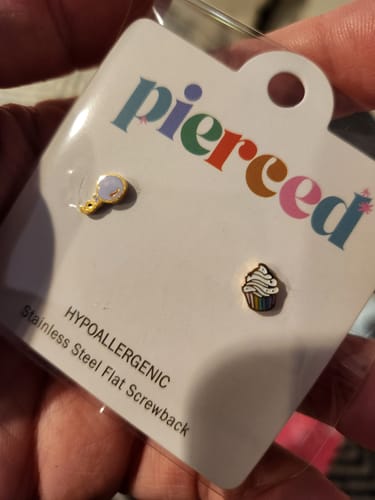 pierced
HYPOALLERGENIC
Stainless Steel Flat Screwback